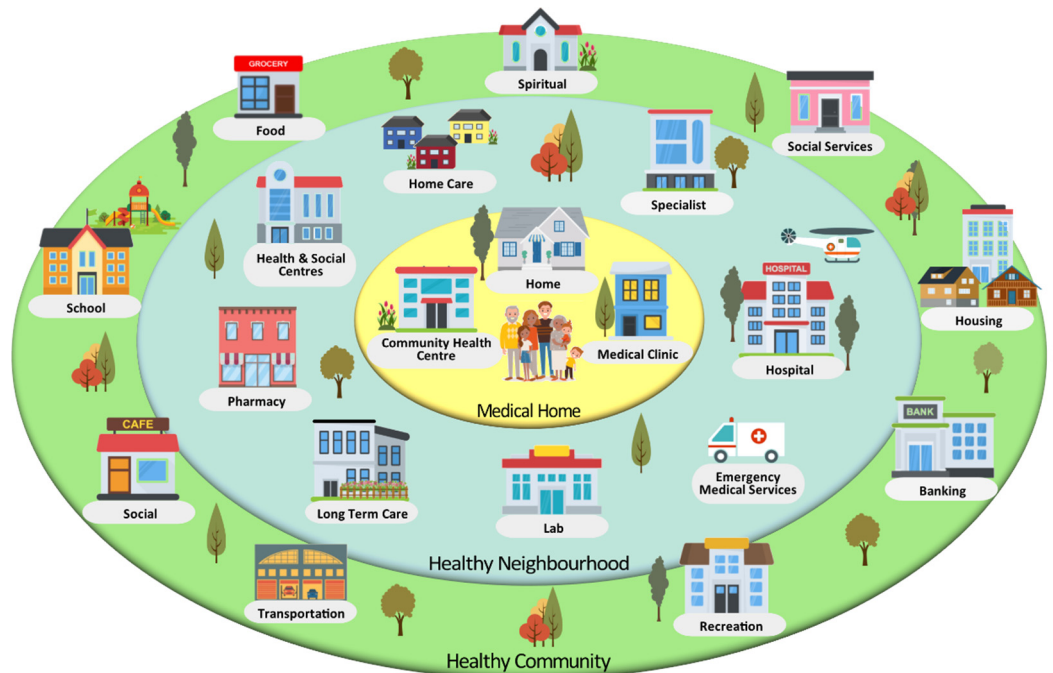 Spiritual
GROCERY
Food
Social Services
Home Care
Specialist
Health & Social
Centres
School
Home
HOSPITAL
Hospital
Housing
Community Health
Centre
Medical Clinic
Pharmacy
Medical Home
CAFE
Social
BANK
Banking
Long Term Care
Lab
Emergency
Medical Services
Healthy Neighbourhood
Transportation
Recreation
Healthy Community